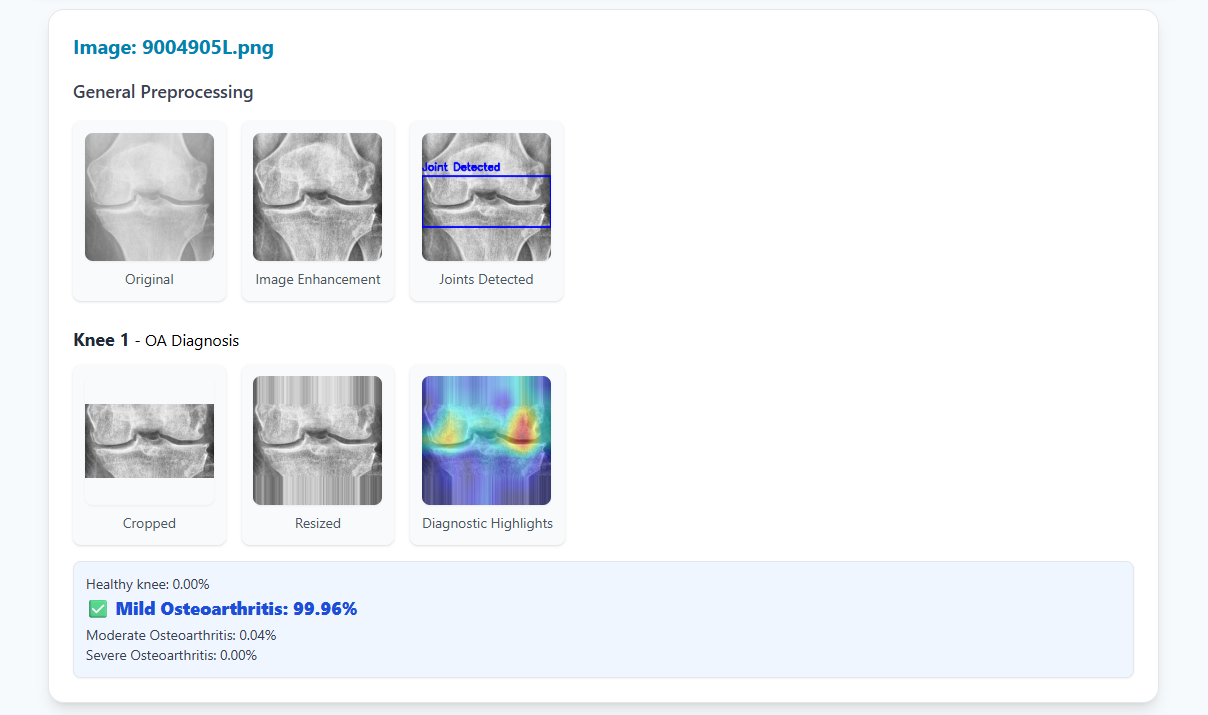 Image: 9004905L.png
General Preprocessing
Joint Detected
Original
Image Enhancement
Joints Detected
Knee 1 - OA Diagnosis
Cropped
Resized
Diagnostic Highlights
Healthy knee: 0.00%
✅ Mild Osteoarthritis: 99.96%
Moderate Osteoarthritis: 0.04%
Severe Osteoarthritis: 0.00%